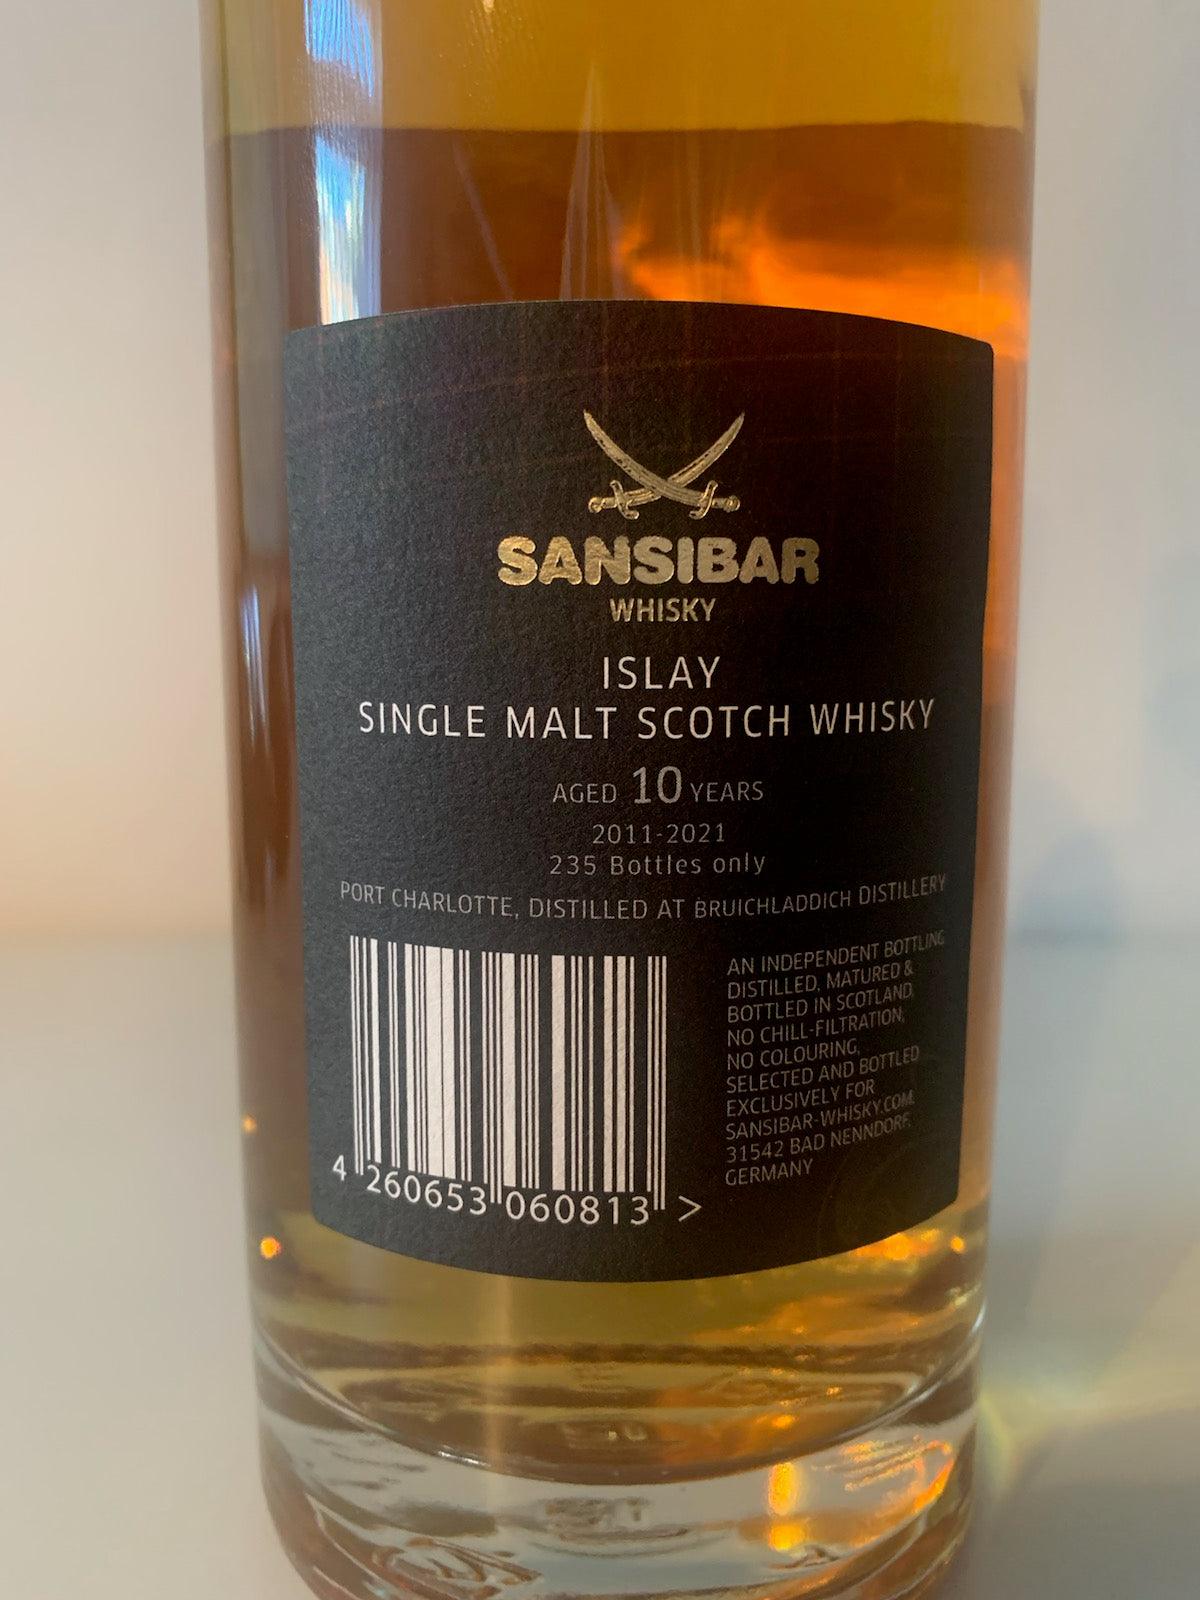 SANSIBAR
WHISKY
ISLAY
SINGLE MALT SCOTCH WHISKY
AGED 10 YEARS
2011-2021
235 Bottles only
PORT CHARLOTTE, DISTILLED AT BRUICHLADDICH DISTILLERY
AN INDEPENDENT BOTTLING
DISTILLED, MATURED &
BOTTLED IN SCOTLAND,
NO CHILL-FILTRATION,
NO COLOURING,
SELECTED AND BOTTLED
EXCLUSIVELY FOR
SANSIBAR-WHISKY.COM,
31542 BAD NENNDORF,
GERMANY
4 260653 060813 >